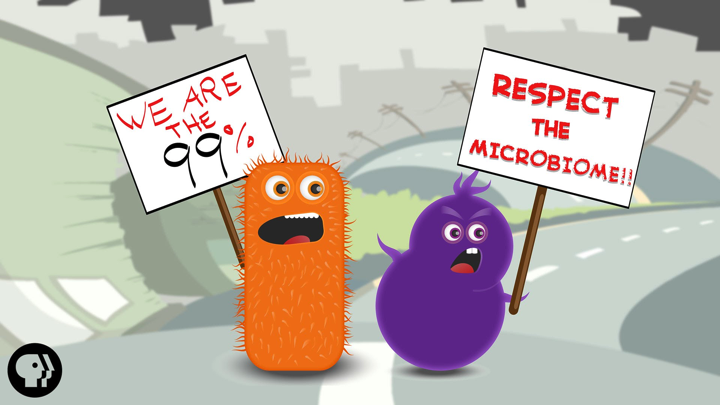 WE ARE
THE
99%
RESPECT
THE
MICROBIOME!!